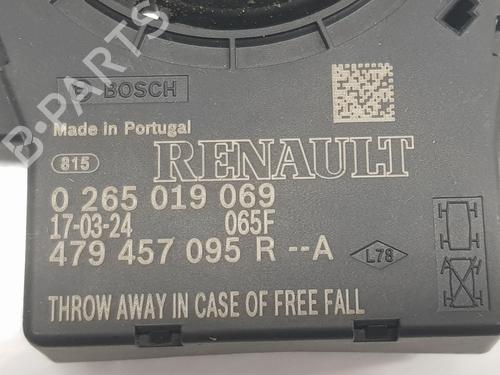 BOSCH
Made in Portugal
815
RENAULT
0 265 019 069
17-03-24 065F
479 457 095 R --A
L78
THROW AWAY IN CASE OF FREE FALL
B-PARTS